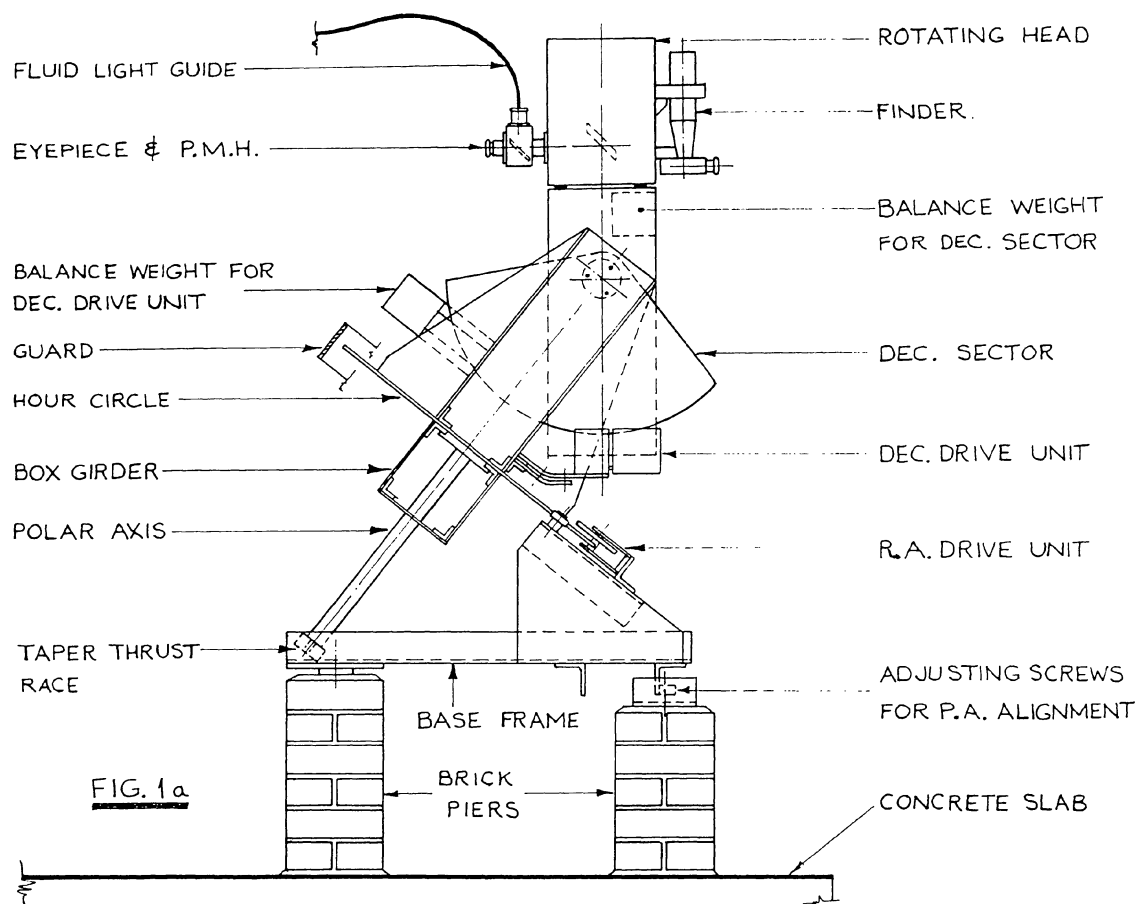 FLUID LIGHT GUIDE
EYEPIECE & P.M.H.
BALANCE WEIGHT FOR
DEC. DRIVE UNIT
GUARD
HOUR CIRCLE
BOX GIRDER
POLAR AXIS
TAPER THRUST
RACE
FIG. 1a
BASE FRAME
BRICK
PIERS
ROTATING HEAD
FINDER.
BALANCE WEIGHT
FOR DEC. SECTOR
DEC. SECTOR
DEC. DRIVE UNIT
R.A. DRIVE UNIT
ADJUSTING SCREWS
FOR P.A. ALIGNMENT
CONCRETE SLAB